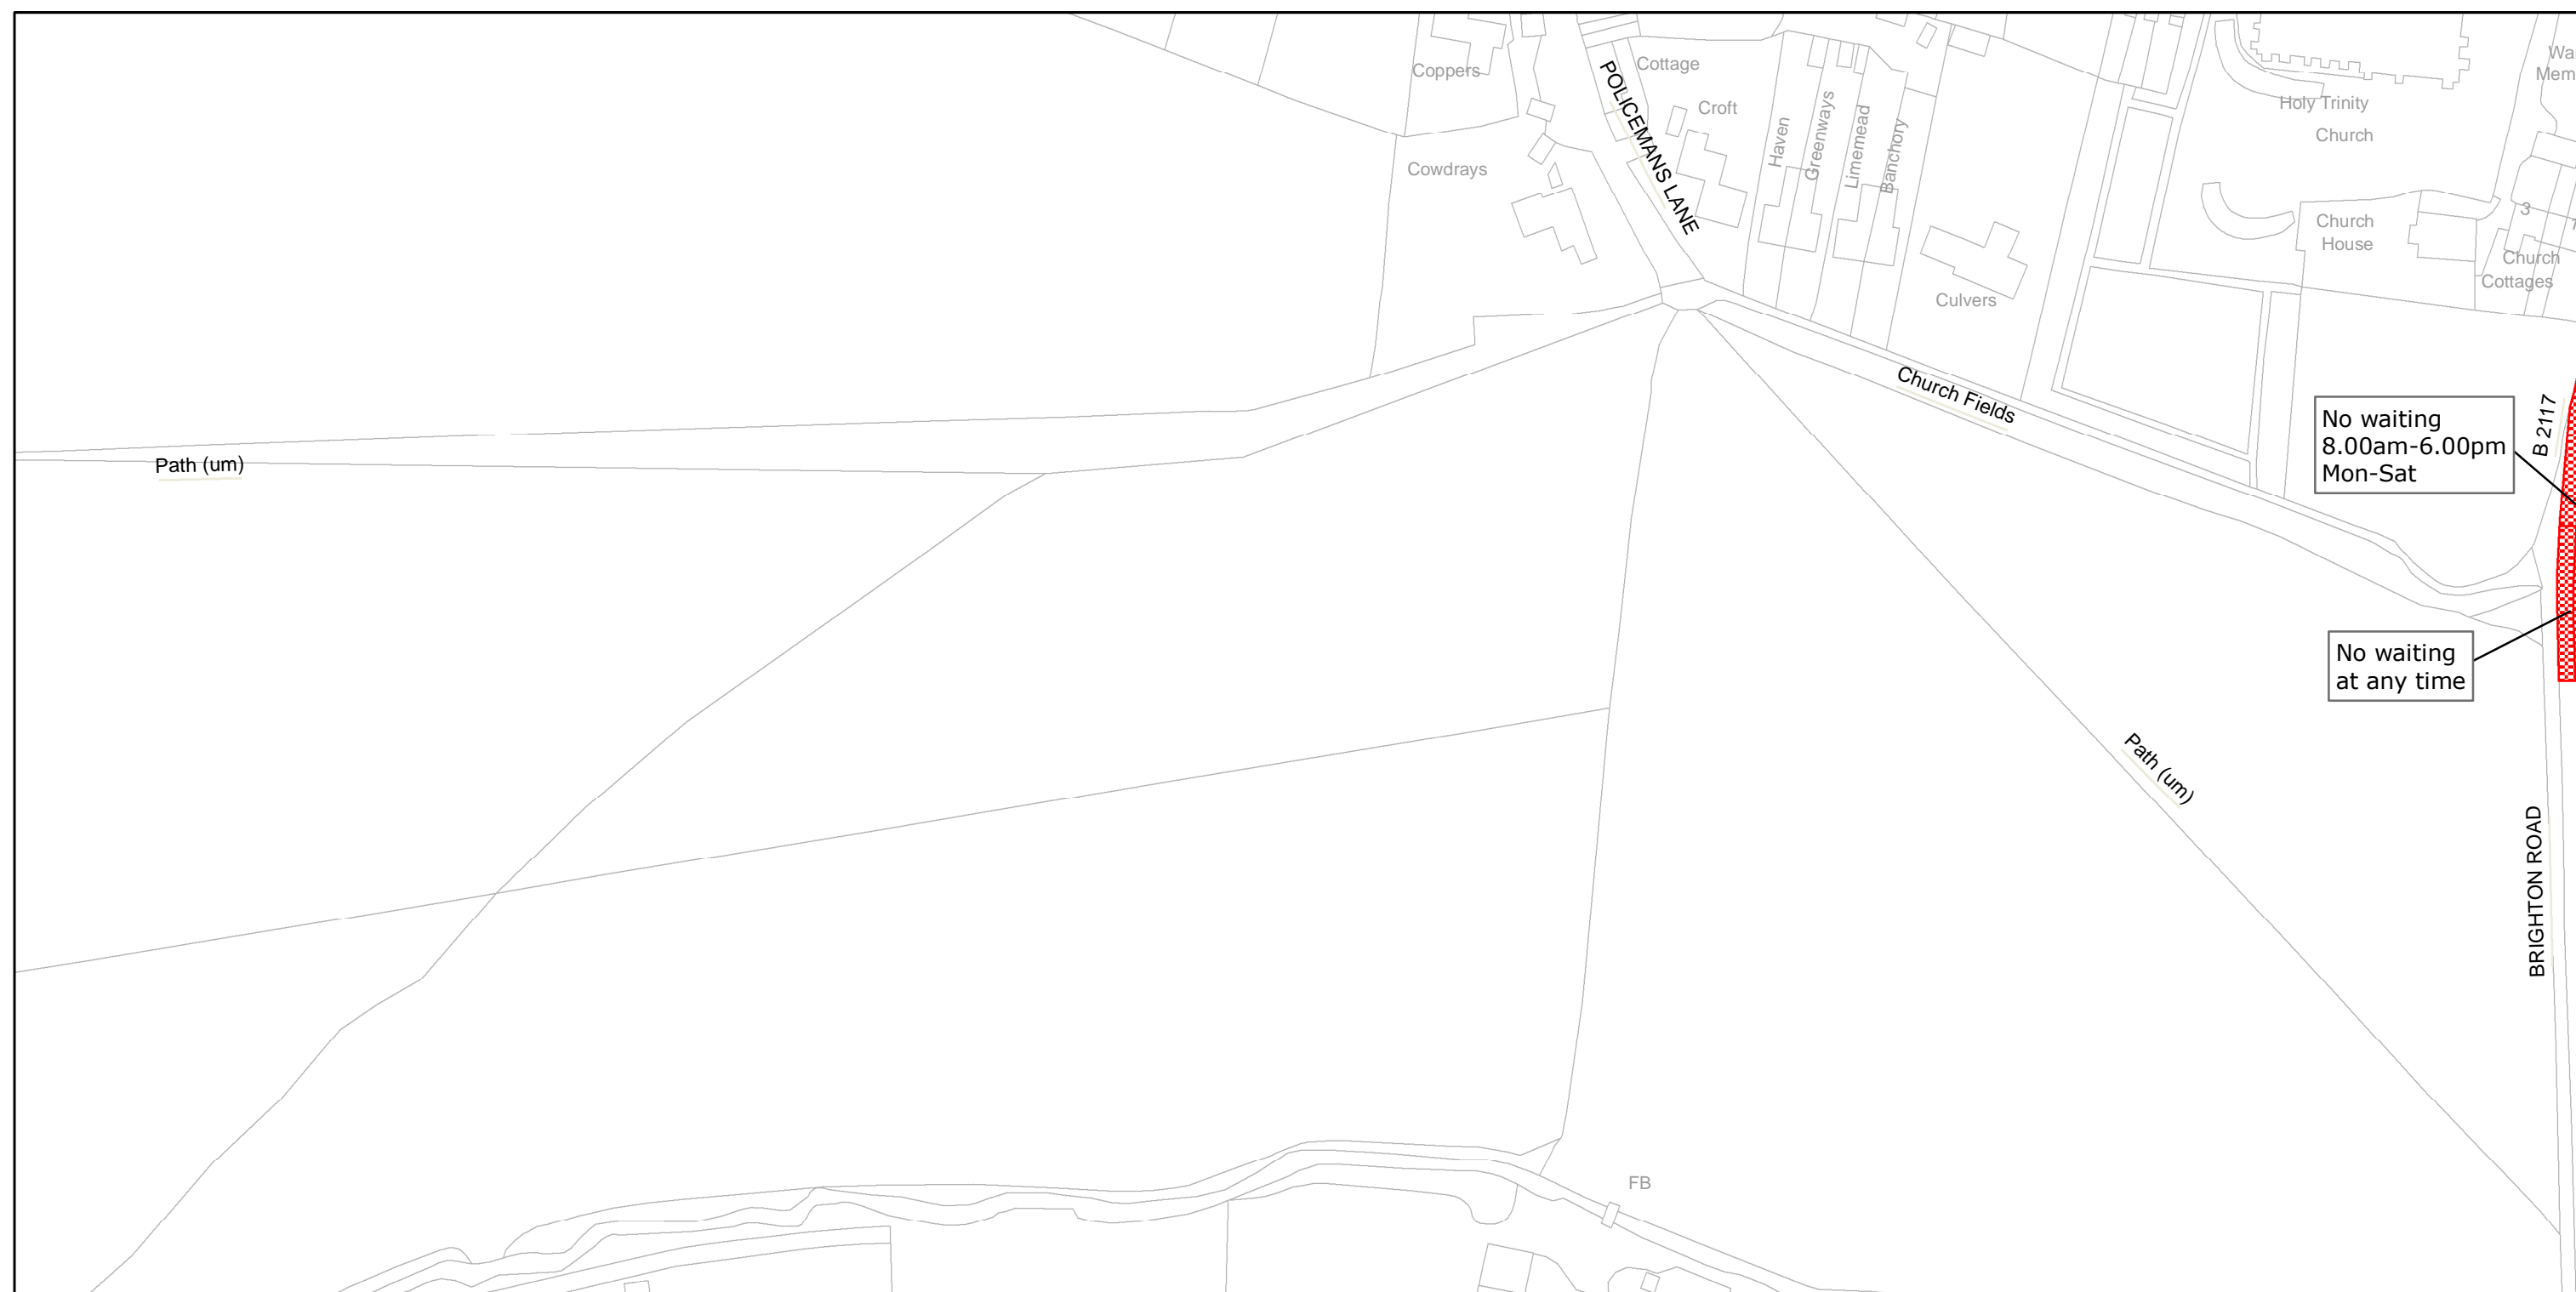 Coppers
Cowdrays
POLICEMANS LANE
Cottage
Croft
Haven
Greenways
Limemead
Banchory
Culvers
Holy Trinity
Church
Church
House
3
Church
Cottages
Church Fields
No waiting
8.00am-6.00pm
Mon-Sat
B 2117
Path (um)
No waiting
at any time
Path (um)
BRIGHTON ROAD
FB